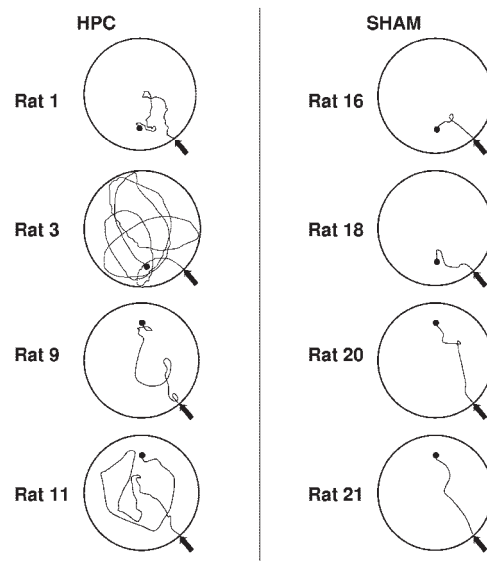 HPC
Rat 1
Rat 3
Rat 9
Rat 11
SHAM
Rat 16
Rat 18
Rat 20
Rat 21